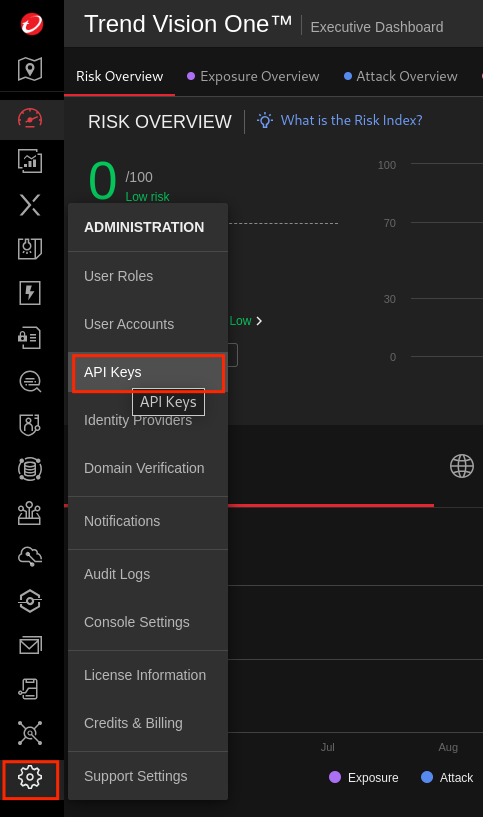 Trend Vision One™
Executive Dashboard
Risk Overview
Exposure Overview
Attack Overview
RISK OVERVIEW
What is the Risk Index?
0
/100
Low risk
100
70
30
0
Low
ADMINISTRATION
User Roles
User Accounts
API Keys
API Keys
Identity Providers
Domain Verification
Notifications
Audit Logs
Console Settings
License Information
Credits & Billing
Support Settings
Jul
Aug
Exposure
Attack